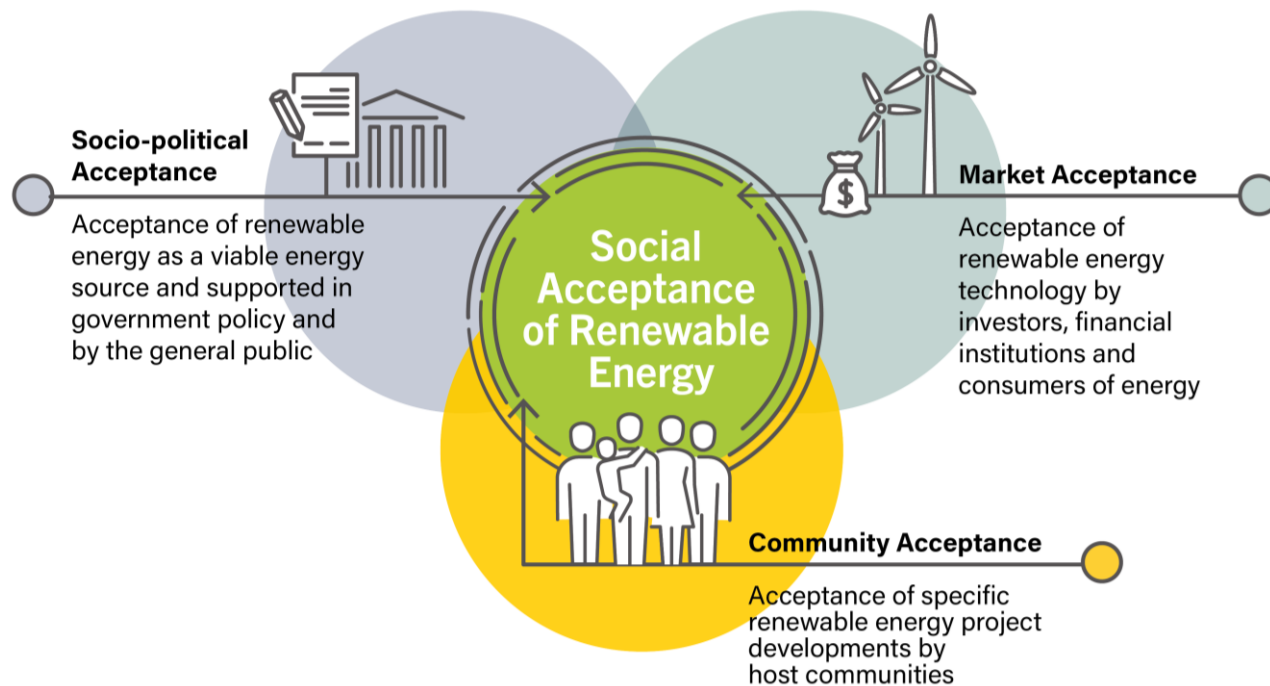 Socio-political
Acceptance
Acceptance of renewable
energy as a viable energy
source and supported in
government policy and
by the general public
$
Market Acceptance
Acceptance of
renewable energy
technology by
investors, financial
institutions and
consumers of energy
Social
Acceptance
of Renewable
Energy
Community Acceptance
Acceptance of specific
renewable energy project
developments by
host communities